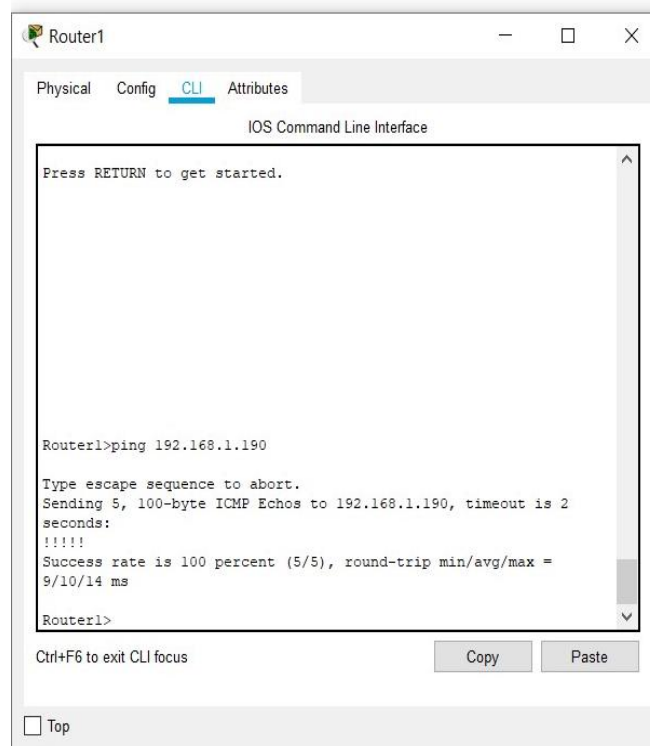 Router1
Physical Config CLI Attributes
IOS Command Line Interface
Press RETURN to get started.
Router1>ping 192.168.1.190
Type escape sequence to abort.
Sending 5, 100-byte ICMP Echos to 192.168.1.190, timeout is 2
seconds:
!!!!!
Success rate is 100 percent (5/5), round-trip min/avg/max =
9/10/14 ms
Router1>
Ctrl+F6 to exit CLI focus
Copy Paste
Top